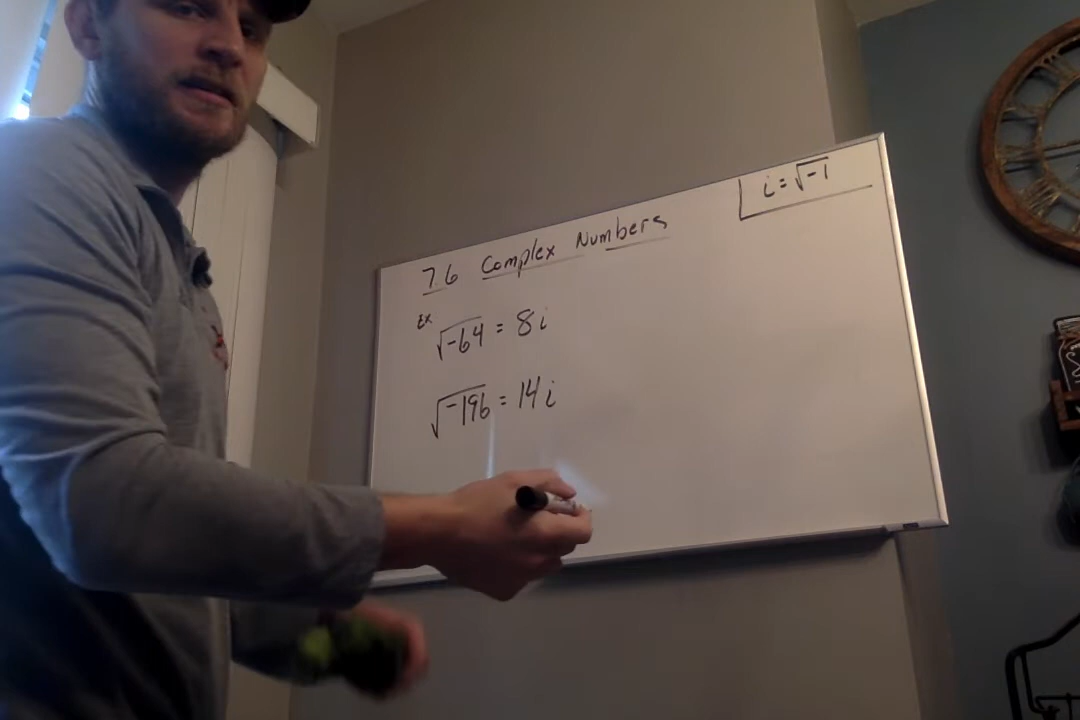 i = √-1
7.6 Complex Numbers
Ex
√-64 = 8i
√-196 = 14i